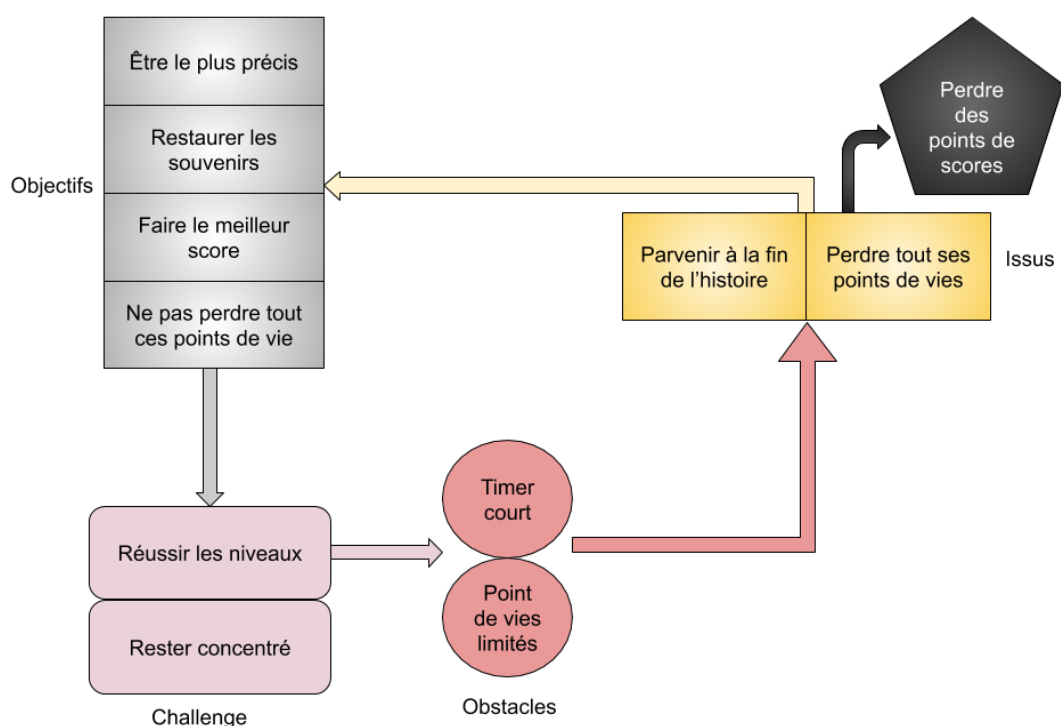 Être le plus précis
Restaurer les
souvenirs
Objectifs
Faire le meilleur
score
Ne pas perdre tout
ces points de vie
Réussir les niveaux
Rester concentré
Challenge
Timer
court
Point
de vies
limités
Obstacles
Parvenir à la fin
de l'histoire
Perdre tout ses
points de vies
Issus
Perdre
des
points de
scores